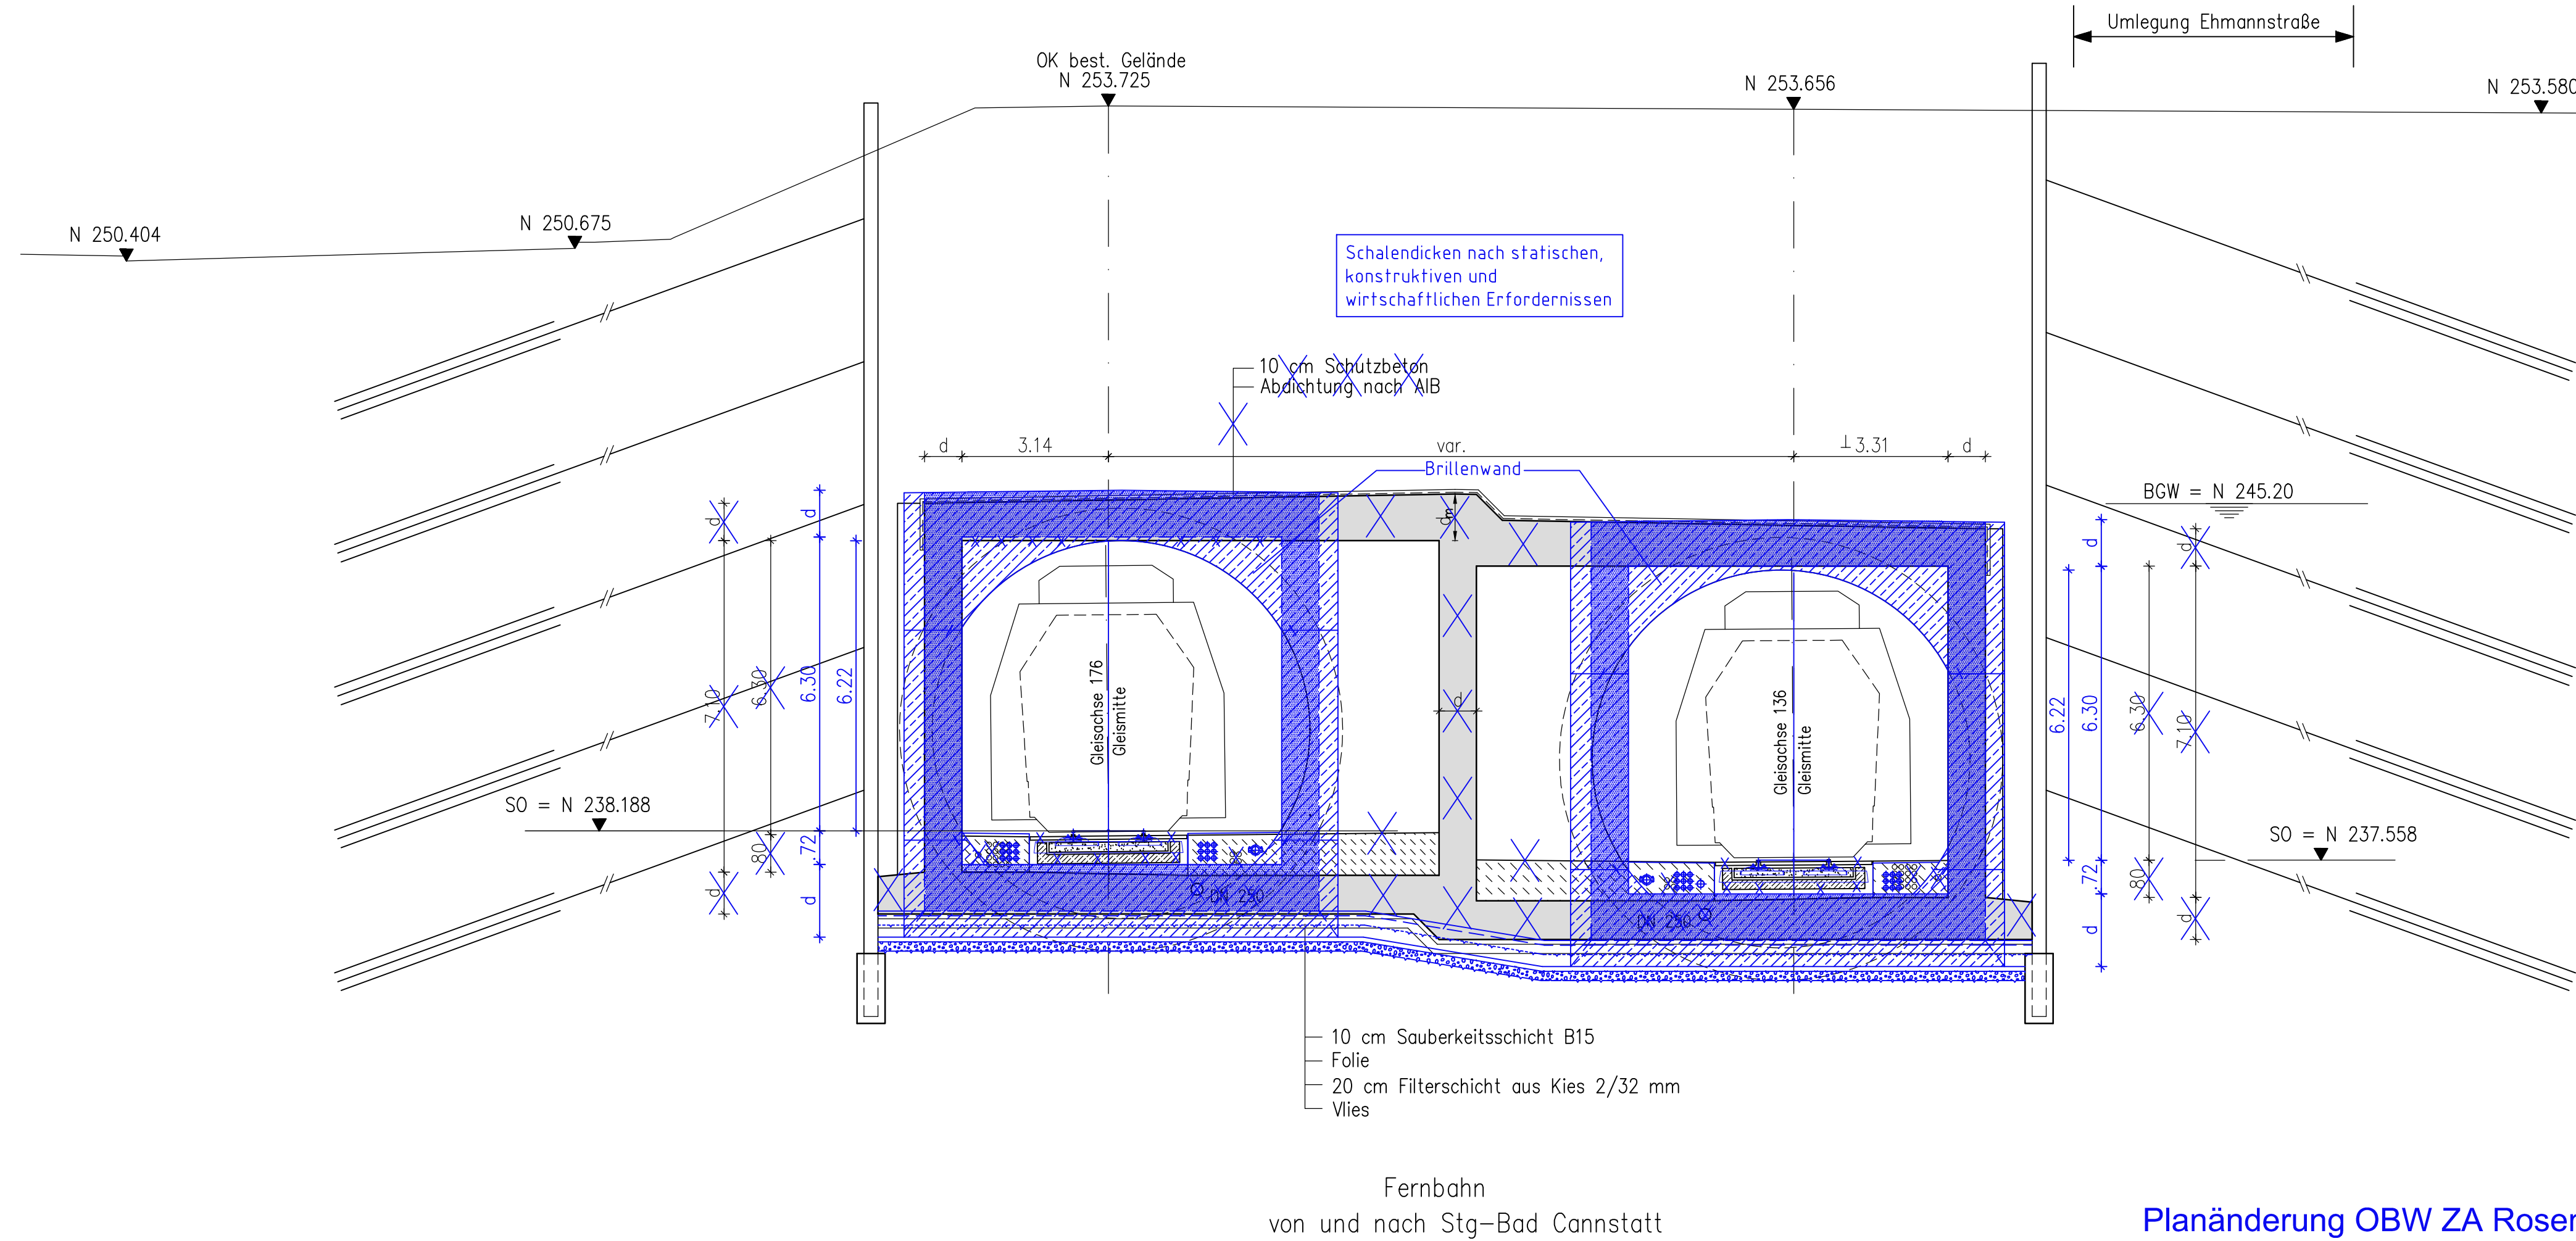 Umlegung Ehmannstraße
OK best. Gelände
N 253.725
N 253.656
N 253.580
N 250.404
N 250.675
Schalendicken nach statischen,
konstruktiven und
wirtschaftlichen Erfordernissen
10 cm Schutzbeton
Abdichtung nach AIB
d
3.14
var.
⊥3.31
d
Brillenwand
BGW = N 245.20
d
d
d
d
7.10
6.30
6.30
6.22
6.22
6.30
6.30
7.10
Gleisachse 176
Gleismitte
d
Gleisachse 136
Gleismitte
SO = N 238.188
SO = N 237.558
80
.72
.72
80
d
d
d
d
DN 250
DN 250
10 cm Sauberkeitsschicht B15
Folie
20 cm Filterschicht aus Kies 2/32 mm
Vlies
Fernbahn
von und nach Stg-Bad Cannstatt
Planänderung OBW ZA Rosen